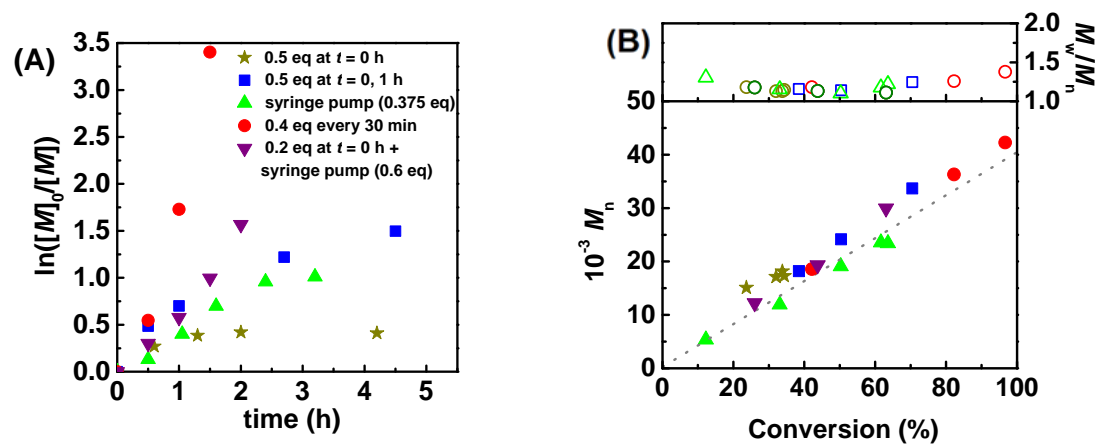 (A)
3.5
3.0
2.5
2.0
1.5
1.0
0.5
0.0
ln([M]0/[M])
0 1 2 3 4 5
time (h)
0.5 eq at t = 0 h
0.5 eq at t = 0, 1 h
syringe pump (0.375 eq)
0.4 eq every 30 min
0.2 eq at t = 0 h +
syringe pump (0.6 eq)
(B)
2.0
1.5
1.0
Mw/Mn
50
40
30
20
10
0
10⁻³ Mn
0 20 40 60 80 100
Conversion (%)